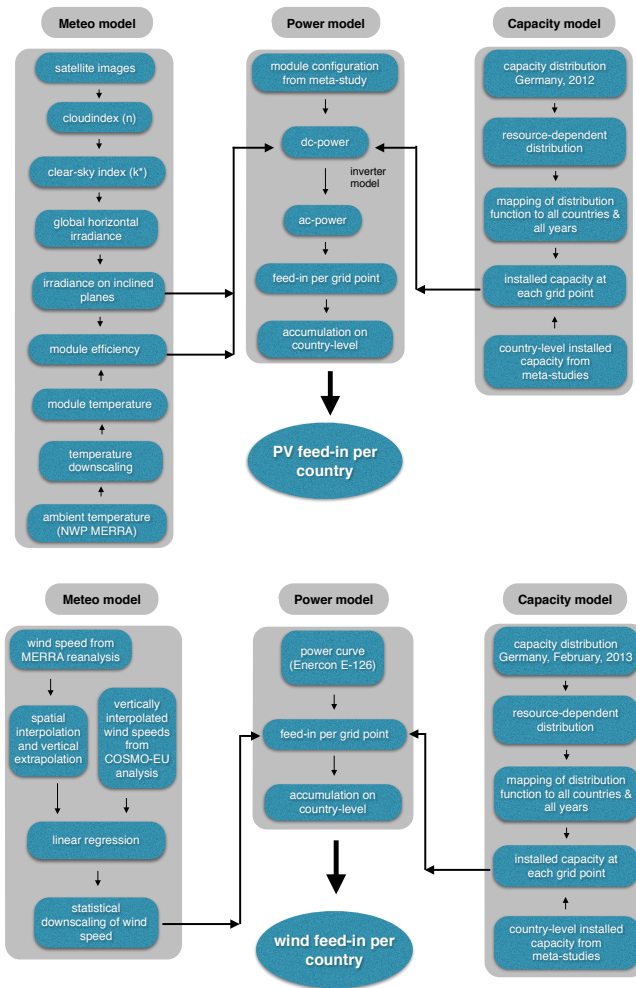 Meteo model
satellite images
cloudindex (n)
clear-sky index (k*)
global horizontal
irradiance
irradiance on inclined
planes
module efficiency
module temperature
temperature
downscaling
ambient temperature
(NWP MERRA)
Power model
module configuration
from meta-study
dc-power
inverter
model
ac-power
feed-in per grid point
accumulation on
country-level
PV feed-in per
country
Capacity model
capacity distribution
Germany, 2012
resource-dependent
distribution
mapping of distribution
function to all countries &
all years
installed capacity at
each grid point
country-level installed
capacity from
meta-studies
Meteo model
wind speed from
MERRA reanalysis
spatial
interpolation
and vertical
extrapolation
vertically
interpolated
wind speeds
from
COSMO-EU
analysis
linear regression
statistical
downscaling of wind
speed
Power model
power curve
(Enercon E-126)
feed-in per grid point
accumulation on
country-level
wind feed-in per
country
Capacity model
capacity distribution
Germany, February, 2013
resource-dependent
distribution
mapping of distribution
function to all countries &
all years
installed capacity at
each grid point
country-level installed
capacity from
meta-studies